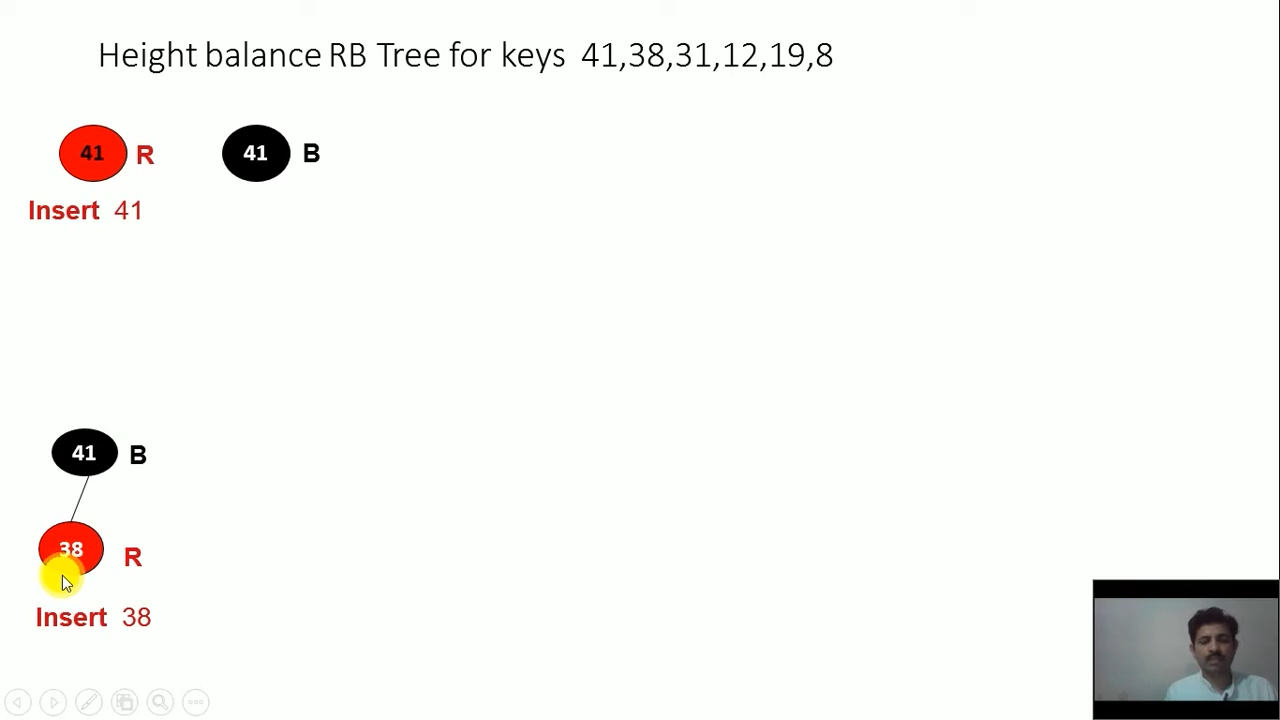 Height balance RB Tree for keys 41,38,31,12,19,8
41 R 41 B
Insert 41
41 B
38 R
Insert 38